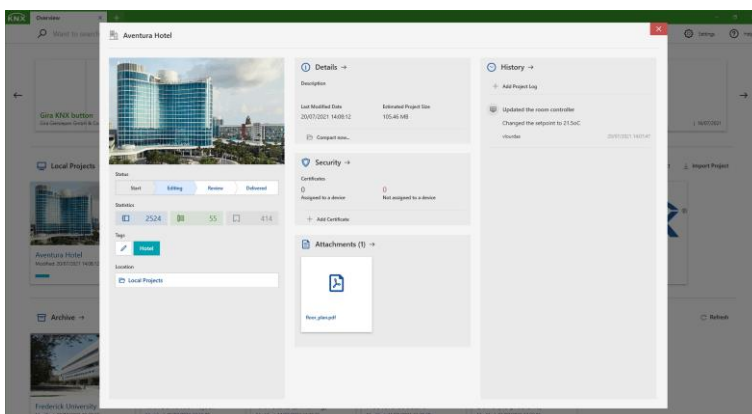 KNX
Overview
Want to search
Settings
Help
Aventura Hotel
Status
Start
Editing
Review
Delivered
Statistics
2524
55
414
Tags
Hotel
Location
Local Projects
Details →
Description
Last Modified Date
Estimated Project Size
20/07/2021 14:08:12
105.46 MB
Compact now...
Security →
Certificates
0
0
Assigned to a device
Not assigned to a device
+ Add Certificate
Attachments (1) →
Floor_plan.pdf
History →
+ Add Project Log
Updated the room controller
Changed the setpoint to 21.5oC
Gira KNX button
Local Projects
Import Project
Aventura Hotel
Archive →
Refresh
Frederick University